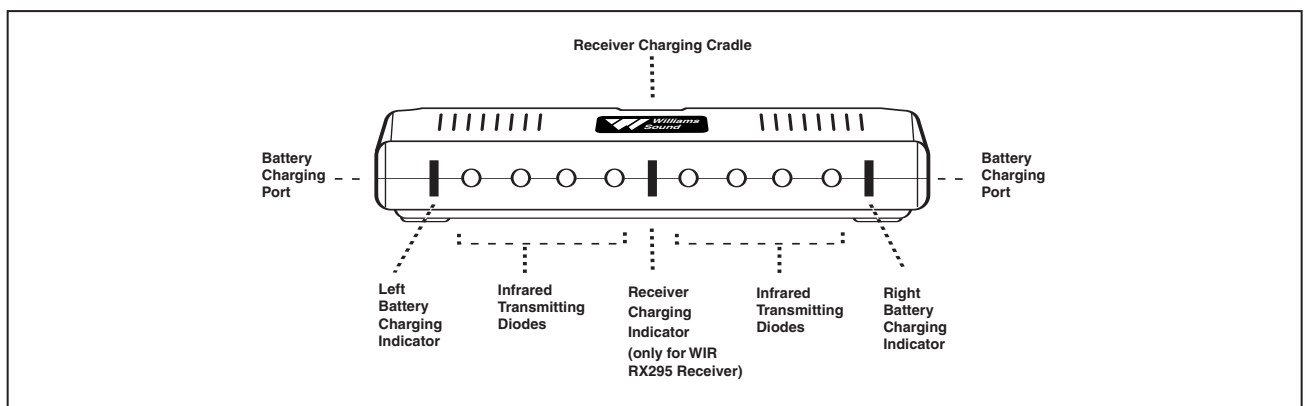 Receiver Charging Cradle
Williams
Sound
Battery
Charging
Port
Battery
Charging
Port
Left
Battery
Charging
Indicator
Infrared
Transmitting
Diodes
Receiver
Charging
Indicator
(only for WIR
RX295 Receiver)
Infrared
Transmitting
Diodes
Right
Battery
Charging
Indicator